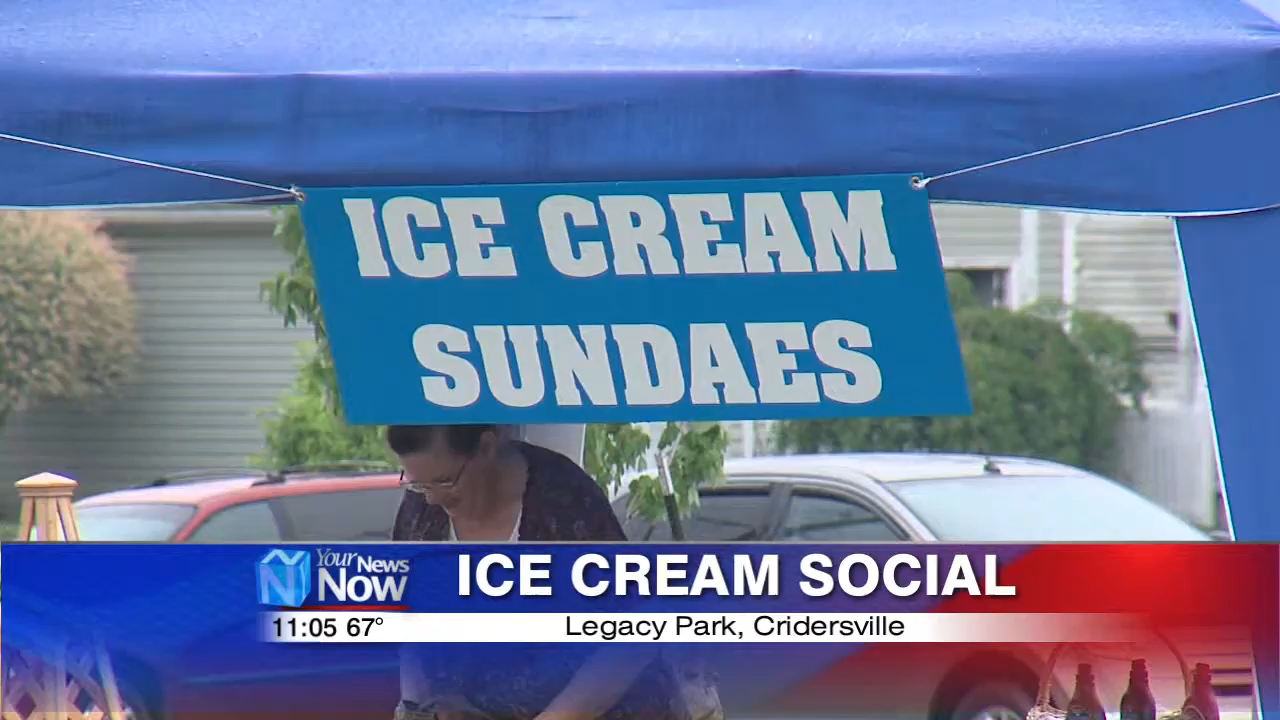 ICE CREAM
SUNDAES
N Your News Now
ICE CREAM SOCIAL
11:05 67°
Legacy Park, Cridersville